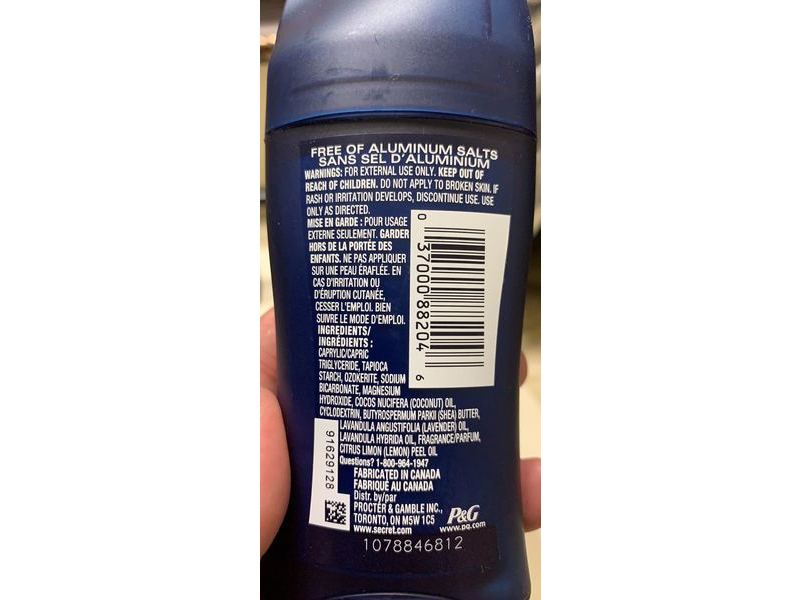 FREE OF ALUMINUM SALTS
SANS SEL D'ALUMINIUM
WARNINGS: FOR EXTERNAL USE ONLY. KEEP OUT OF
REACH OF CHILDREN. DO NOT APPLY TO BROKEN SKIN. IF
RASH OR IRRITATION DEVELOPS, DISCONTINUE USE. USE
ONLY AS DIRECTED.
MISE EN GARDE : POUR USAGE
EXTERNE SEULEMENT. GARDER
HORS DE LA PORTÉE DES
ENFANTS. NE PAS APPLIQUER
SUR UNE PEAU ÉRAFLÉE. EN
CAS D'IRRITATION OU
D'ÉRUPTION CUTANÉE,
CESSER L'EMPLOI. BIEN
SUIVRE LE MODE D'EMPLOI.
INGREDIENTS/
INGRÉDIENTS :
CAPRYLIC/CAPRIC
TRIGLYCERIDE, TAPIOCA
STARCH, OZOKERITE, SODIUM
BICARBONATE, MAGNESIUM
HYDROXIDE, COCOS NUCIFERA (COCONUT) OIL,
CYCLODEXTRIN, BUTYROSPERMUM PARKII (SHEA) BUTTER,
LAVANDULA ANGUSTIFOLIA (LAVENDER) OIL,
LAVANDULA HYBRIDA OIL, FRAGRANCE/PARFUM,
CITRUS LIMON (LEMON) PEEL OIL
Questions? 1-800-964-1947
FABRICATED IN CANADA
FABRIQUÉ AU CANADA
Distr. by/par
PROCTER & GAMBLE INC.,
TORONTO, ON M5W 1C5
www.secret.com
P&G
www.pg.com
0 37000 88204 6
91629128
1078846812